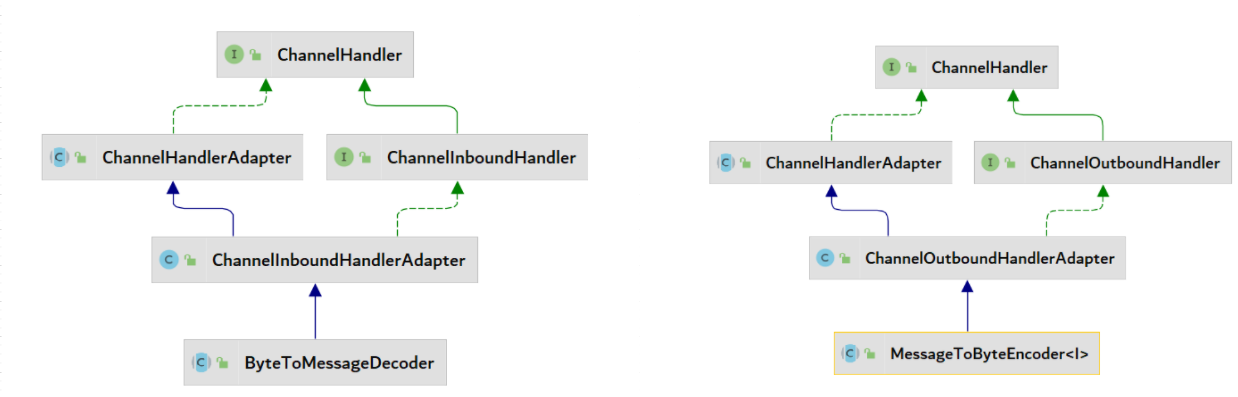 I ChannelHandler
C ChannelHandlerAdapter
I ChannelInboundHandler
C ChannelInboundHandlerAdapter
C ByteToMessageDecoder
I ChannelHandler
C ChannelHandlerAdapter
I ChannelOutboundHandler
C ChannelOutboundHandlerAdapter
C MessageToByteEncoder<I>